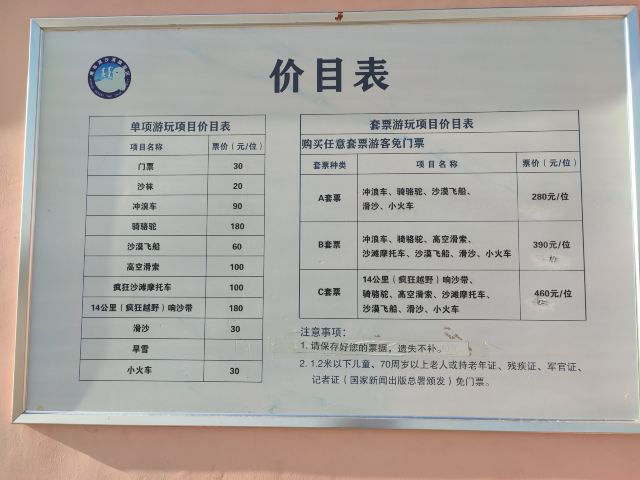 价目表
单项游玩项目价目表
项目名称 票价（元/位）
门票 30
沙袜 20
冲浪车 90
骑骆驼 180
沙漠飞船 60
高空滑索 100
疯狂沙滩摩托车 100
14公里（疯狂越野）响沙带 180
滑沙 30
旱雪
小火车 30
套票游玩项目价目表
购买任意套票游客免门票
套票种类 项目名称 票价（元/位）
A套票 冲浪车、骑骆驼、沙漠飞船、 280元/位
滑沙、小火车
B套票 冲浪车、骑骆驼、高空滑索、 390元/位
沙滩摩托车、沙漠飞船、滑沙、小火车
C套票 14公里（疯狂越野）响沙带、 460元/位
骑骆驼、高空滑索、沙滩摩托车、
沙漠飞船、滑沙、小火车
注意事项：
1. 请保存好您的票据，遗失不补。
2. 1.2米以下儿童、70周岁以上老人或持老年证、残疾证、军官证、
记者证（国家新闻出版总署颁发）免门票。